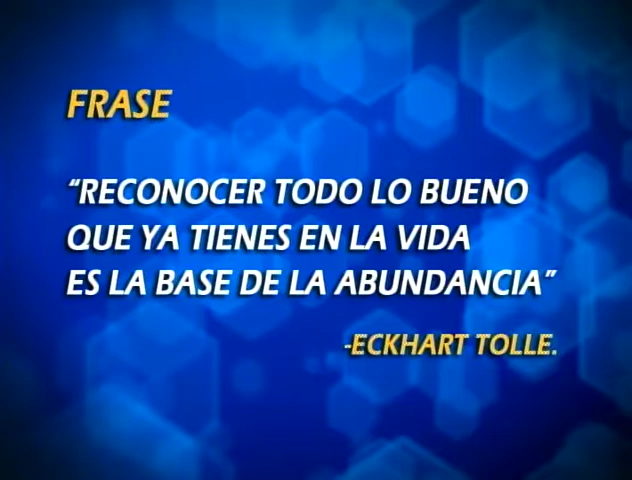 FRASE
“RECONOCER TODO LO BUENO
QUE YA TIENES EN LA VIDA
ES LA BASE DE LA ABUNDANCIA”
-ECKHART TOLLE.